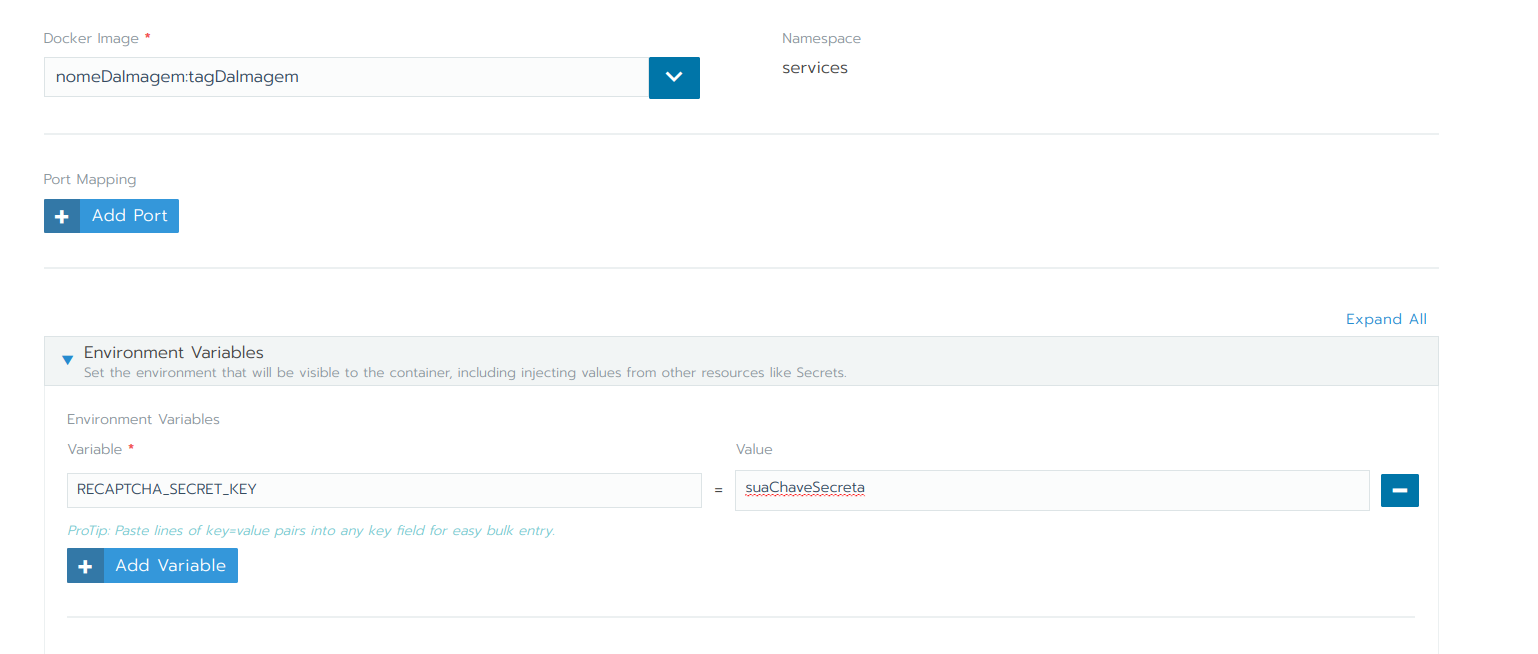 Docker Image *
Namespace
nomeDaImagem:tagDaImagem
services
Port Mapping
+ Add Port
Expand All
Environment Variables
Set the environment that will be visible to the container, including injecting values from other resources like Secrets.
Environment Variables
Variable *
Value
RECAPTCHA_SECRET_KEY = suaChaveSecreta
ProTip: Paste lines of key=value pairs into any key field for easy bulk entry.
+ Add Variable